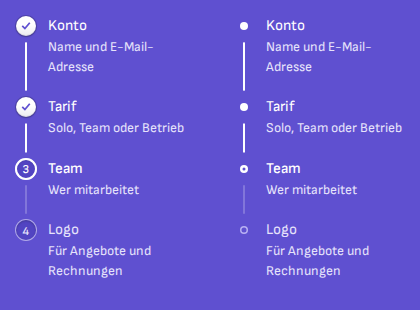 Konto
Name und E-Mail-
Adresse
Tarif
Solo, Team oder Betrieb
3
Team
Wer mitarbeitet
4
Logo
Für Angebote und
Rechnungen
Konto
Name und E-Mail-
Adresse
Tarif
Solo, Team oder Betrieb
Team
Wer mitarbeitet
Logo
Für Angebote und
Rechnungen